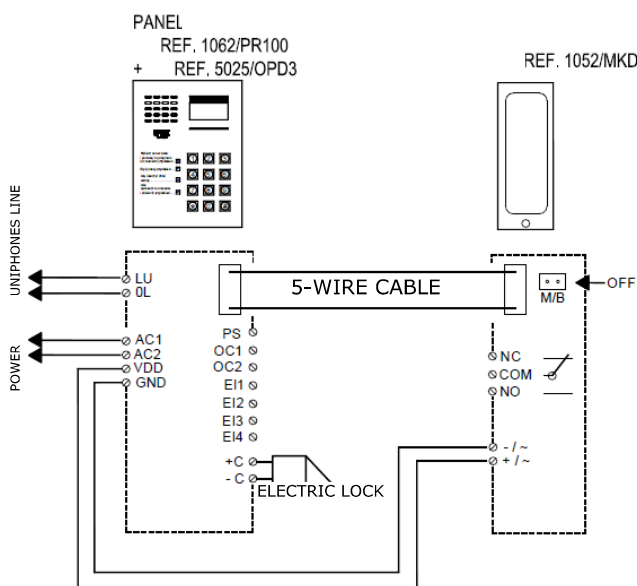 PANEL
REF. 1062/PR100
+ REF. 5025/OPD3
REF. 1052/MKD
UNIPHONES LINE
POWER
LU
0L
AC1
AC2
VDD
GND
5-WIRE CABLE
M/B
OFF
PS
OC1
OC2
EI1
EI2
EI3
EI4
+C
- C
ELECTRIC LOCK
NC
COM
NO
- / ~
+ / ~